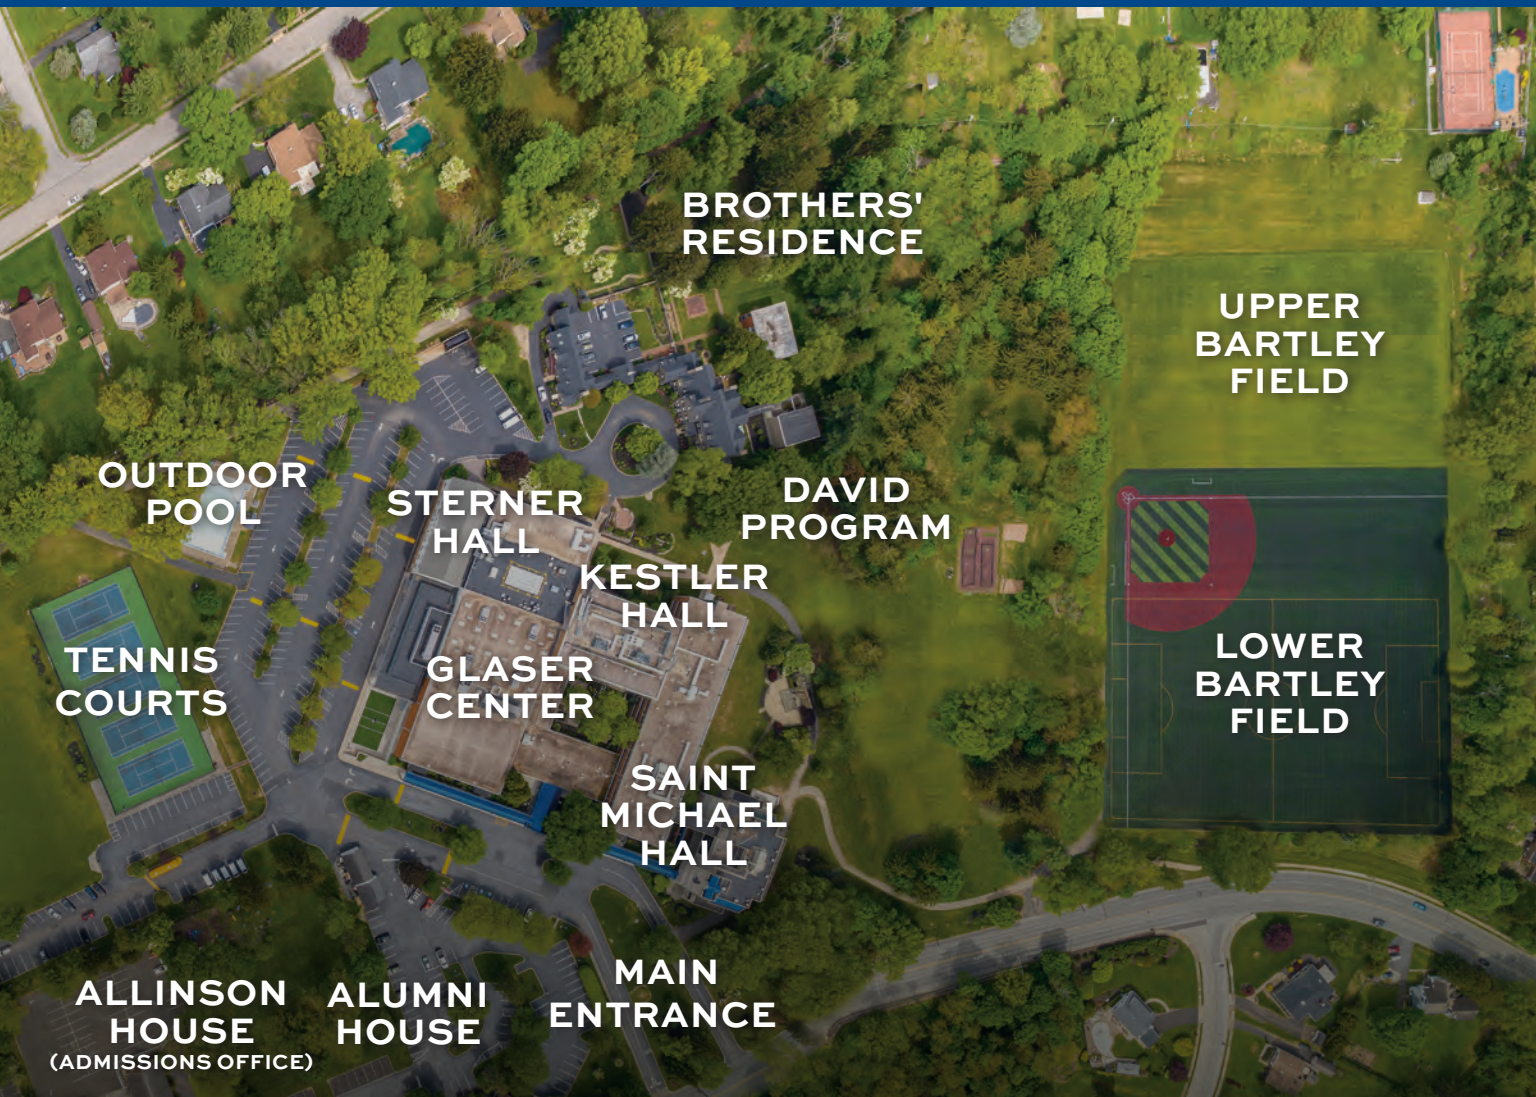 BROTHERS'
RESIDENCE
UPPER
BARTLEY
FIELD
OUTDOOR
POOL
STERNER
HALL
DAVID
PROGRAM
KESTLER
HALL
TENNIS
COURTS
GLASER
CENTER
LOWER
BARTLEY
FIELD
SAINT
MICHAEL
HALL
MAIN
ENTRANCE
ALLINSON
HOUSE
(ADMISSIONS OFFICE)
ALUMNI
HOUSE